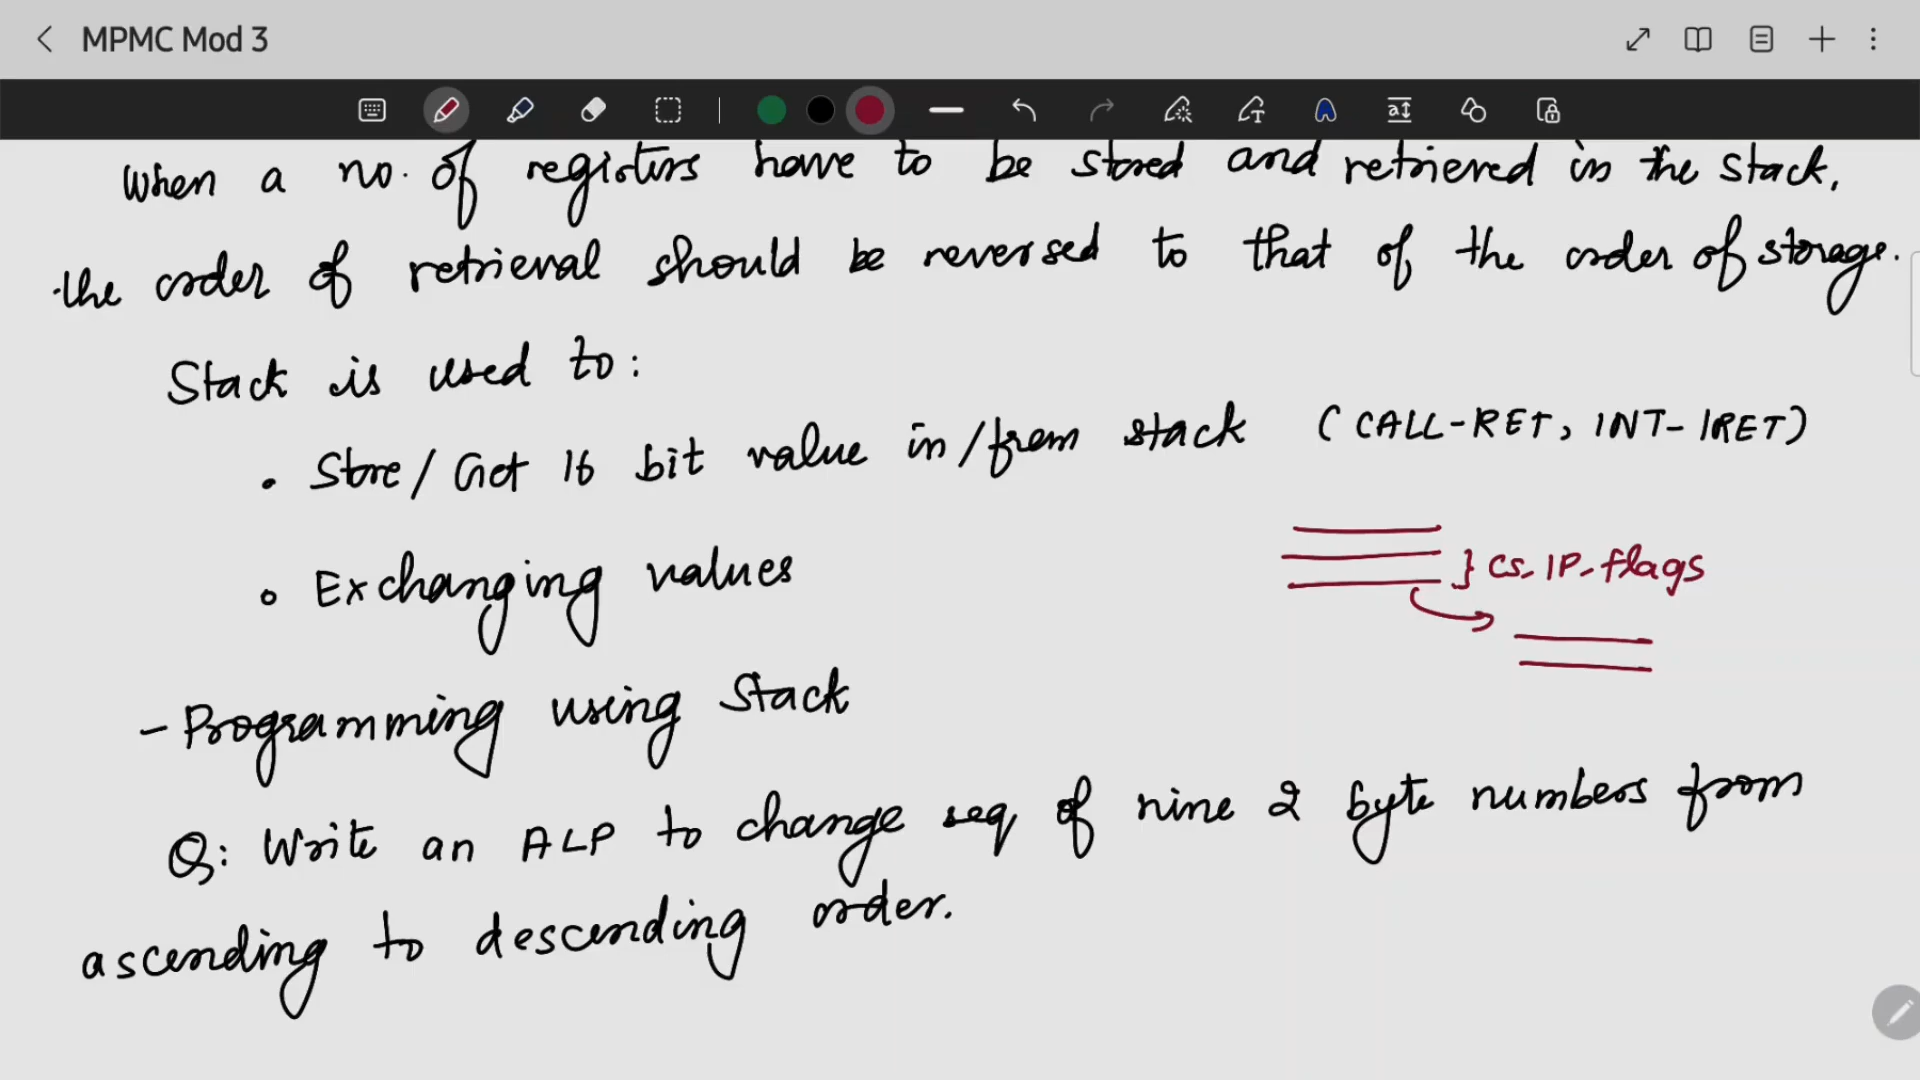 MPMC Mod 3
When a no. of registers have to be stored and retrieved in the stack,
the order of retrieval should be reversed to that of the order of storage.
Stack is used to:
• Store/Get 16 bit value in/from stack (CALL-RET, INT-IRET)
} CS, IP, flags
• Exchanging values
- Programming using Stack
Q: Write an ALP to change seq of nine 2 byte numbers from
ascending to descending order.